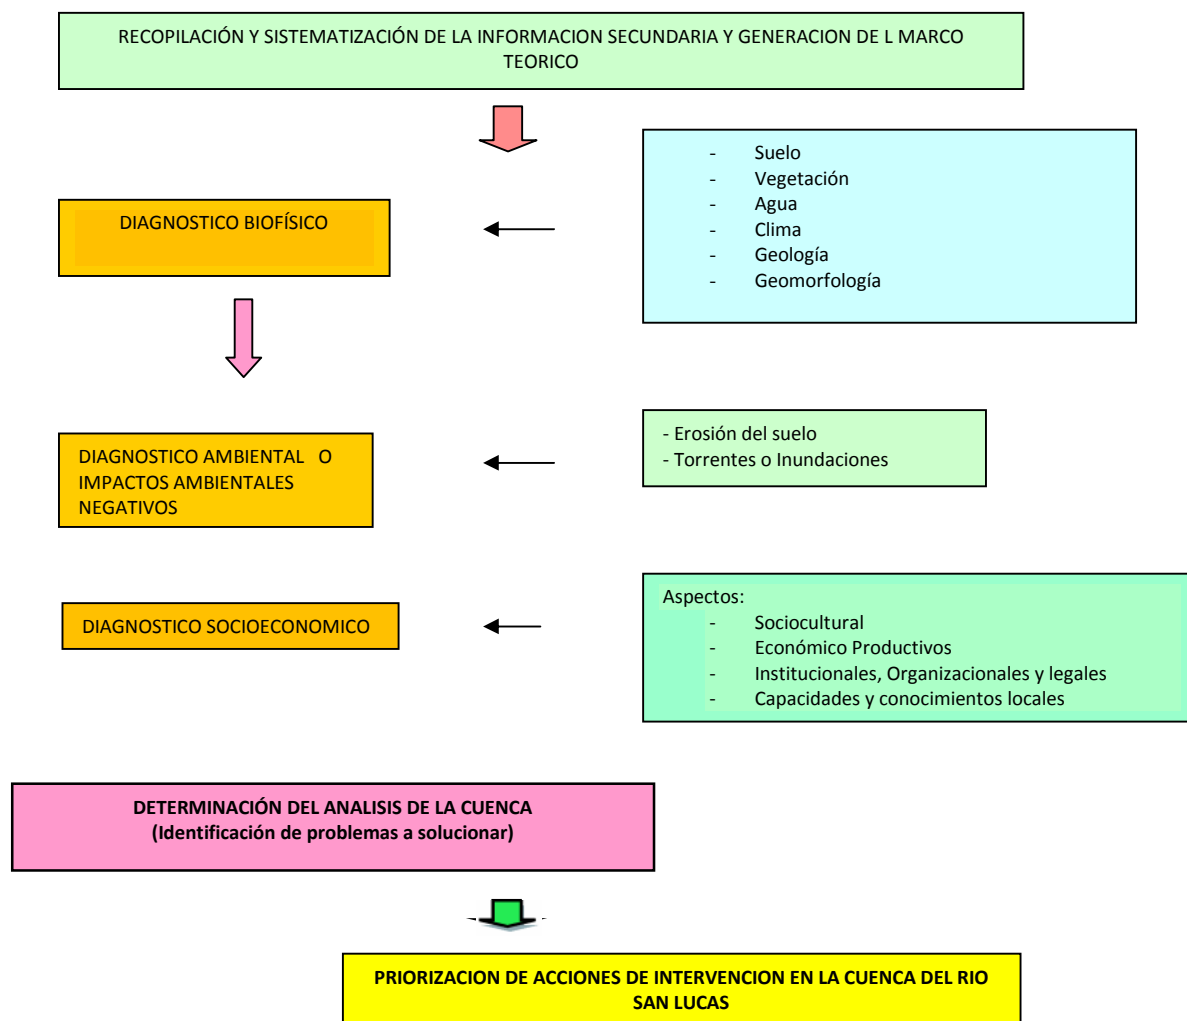 RECOPILACIÓN Y SISTEMATIZACIÓN DE LA INFORMACION SECUNDARIA Y GENERACION DE L MARCO
TEORICO
- Suelo
- Vegetación
- Agua
- Clima
- Geología
- Geomorfología
DIAGNOSTICO BIOFÍSICO
DIAGNOSTICO AMBIENTAL O
IMPACTOS AMBIENTALES
NEGATIVOS
- Erosión del suelo
- Torrentes o Inundaciones
DIAGNOSTICO SOCIOECONOMICO
Aspectos:
- Sociocultural
- Económico Productivos
- Institucionales, Organizacionales y legales
- Capacidades y conocimientos locales
DETERMINACIÓN DEL ANALISIS DE LA CUENCA
(Identificación de problemas a solucionar)
PRIORIZACION DE ACCIONES DE INTERVENCION EN LA CUENCA DEL RIO
SAN LUCAS